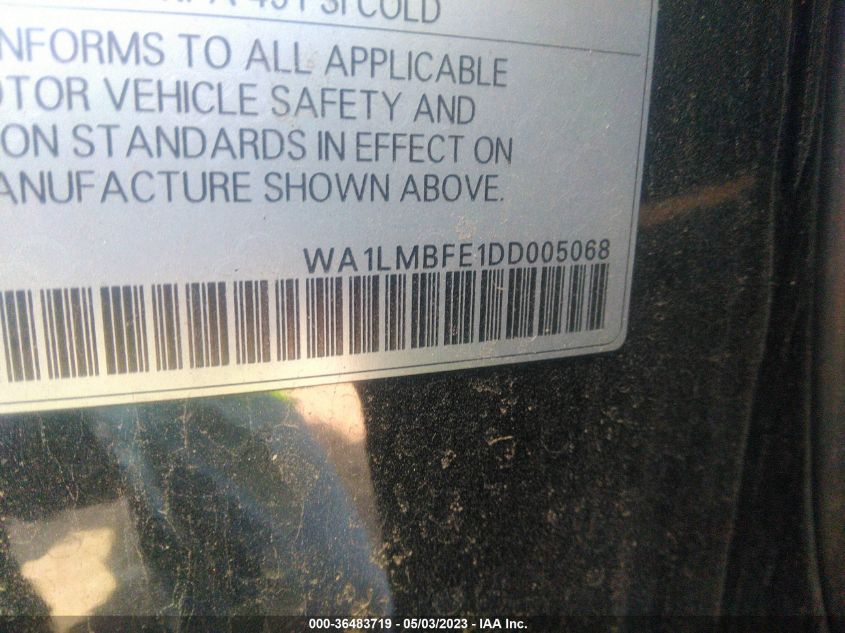 COLD
NFORMS TO ALL APPLICABLE
OTOR VEHICLE SAFETY AND
ON STANDARDS IN EFFECT ON
ANUFACTURE SHOWN ABOVE.
WA1LMBFE1DD005068
000-36483719 - 05/03/2023 - IAA Inc.